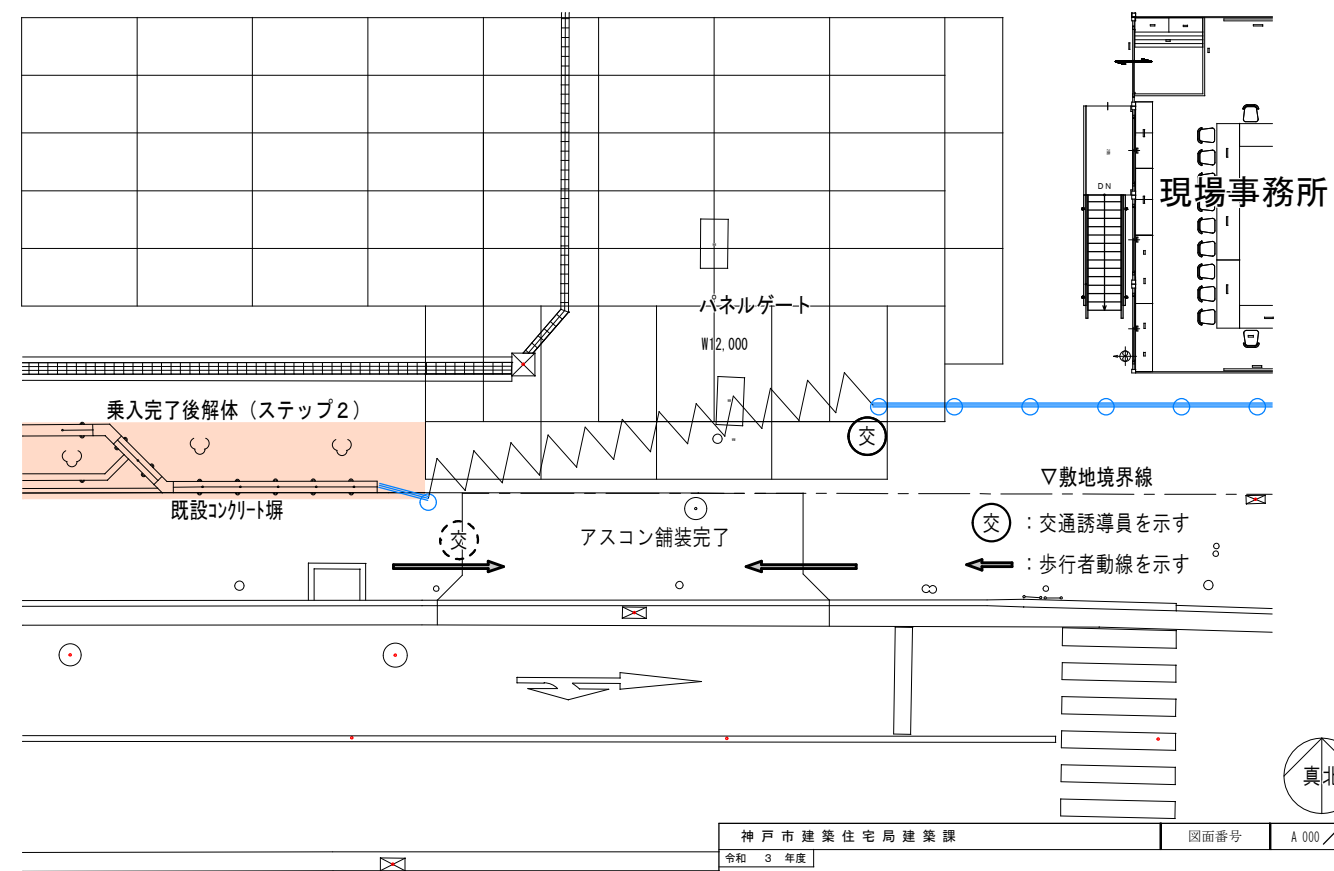 DN
現場事務所
パネルゲート
W12,000
乗入完了後解体（ステップ２）
交
▽敷地境界線
既設コンクリート塀
交
アスコン舗装完了
交 ：交通誘導員を示す
：歩行者動線を示す
真北
神戸市建築住宅局建築課
図面番号
A 000／
令和 3 年度